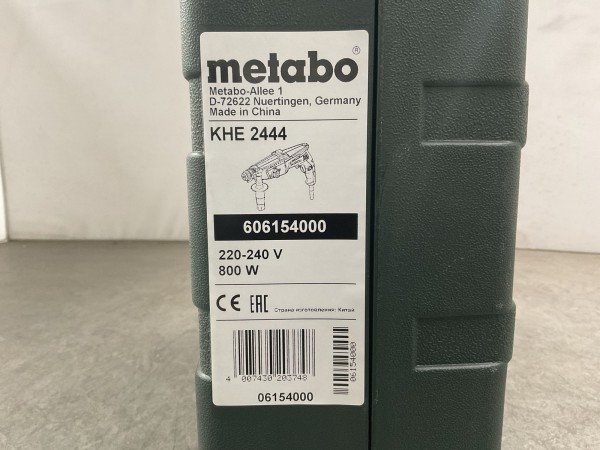 metabo®
Metabo-Allee 1
D-72622 Nuertingen, Germany
Made in China
KHE 2444
606154000
220-240 V
800 W
CE EAC Страна изготовления: Китай
4 007430 203748
06154000
06154000